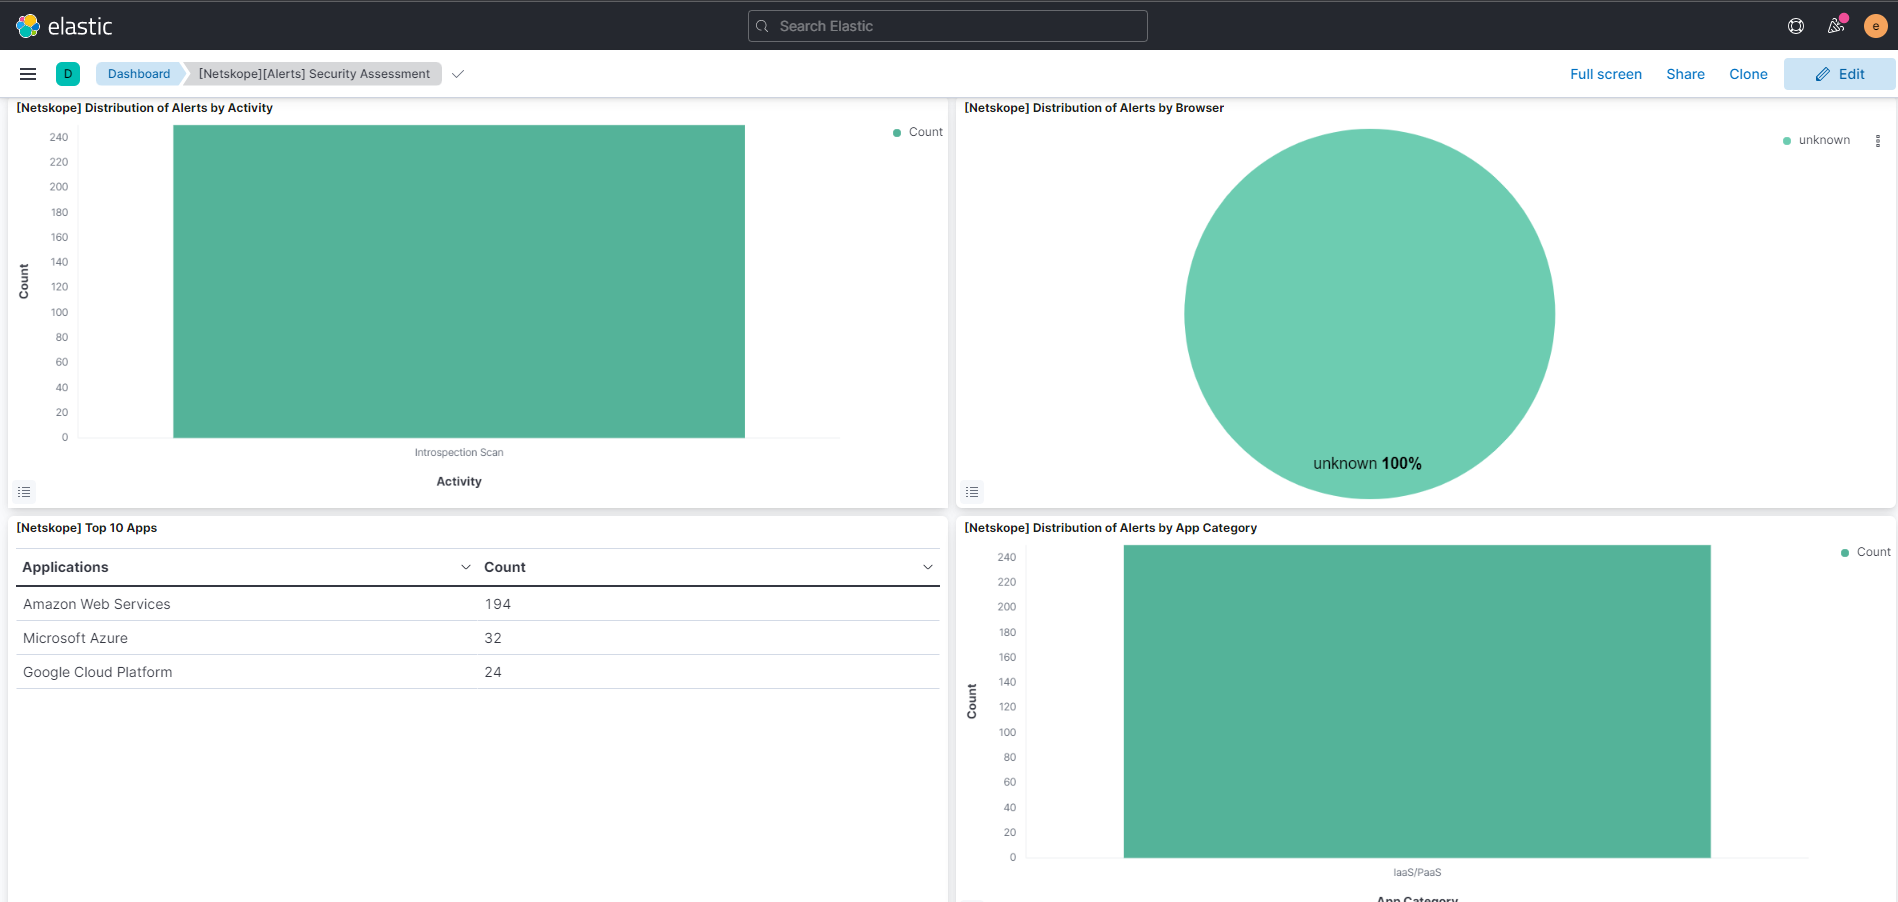 elastic
Search Elastic
e
D
Dashboard
[Netskope][Alerts] Security Assessment
Full screen
Share
Clone
Edit
[Netskope] Distribution of Alerts by Activity
Count
240
220
200
180
160
140
120
100
80
60
40
20
0
Count
Introspection Scan
Activity
[Netskope] Distribution of Alerts by Browser
unknown
unknown 100%
[Netskope] Top 10 Apps
Applications Count
Amazon Web Services 194
Microsoft Azure 32
Google Cloud Platform 24
[Netskope] Distribution of Alerts by App Category
Count
240
220
200
180
160
140
120
100
80
60
40
20
0
Count
IaaS/PaaS
App Category